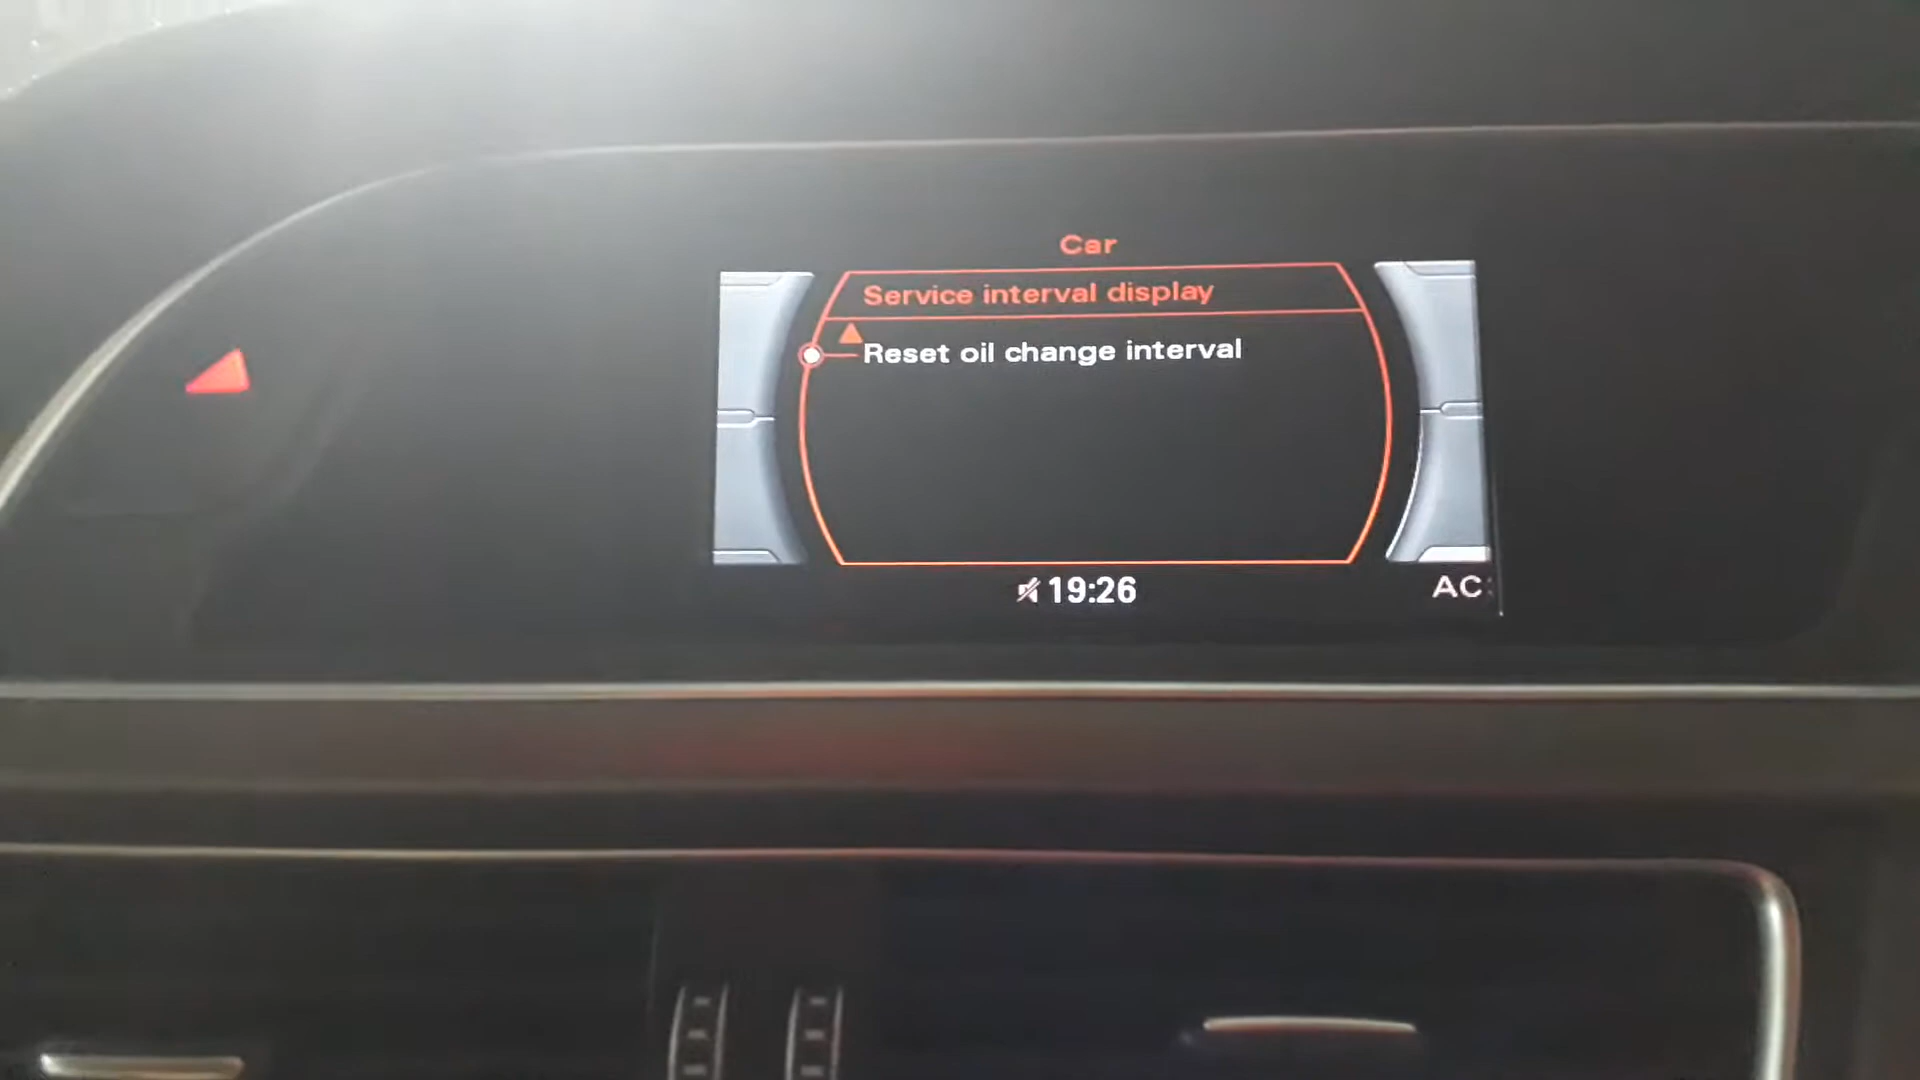 Car
Service interval display
Reset oil change interval
19:26
AC